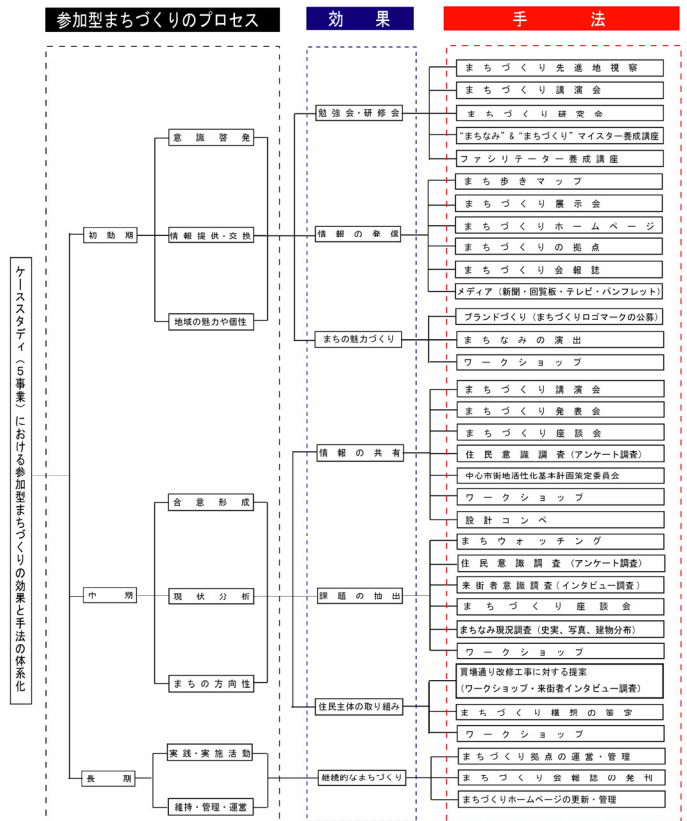 参加型まちづくりのプロセス
効果
手法
ケーススタディ(5事業)における参加型まちづくりの効果と手法の体系化
初動期
意識啓発
情報提供・交換
地域の魅力や個性
中期
合意形成
現状分析
まちの方向性
長期
実践・実施活動
維持・管理・運営
勉強会・研修会
情報の発信
まちの魅力づくり
情報の共有
課題の抽出
住民主体の取り組み
継続的なまちづくり
まちづくり先進地視察
まちづくり講演会
まちづくり研究会
“まちなみ”&“まちづくり”マイスター養成講座
ファシリテーター養成講座
まち歩きマップ
まちづくり展示会
まちづくりホームページ
まちづくりの拠点
まちづくり会報誌
メディア(新聞・回覧板・テレビ・パンフレット)
ブランドづくり(まちづくりロゴマークの公募)
まちなみの演出
ワークショップ
まちづくり講演会
まちづくり発表会
まちづくり座談会
住民意識調査(アンケート調査)
中心市街地活性化基本計画策定委員会
ワークショップ
設計コンペ
まちウォッチング
住民意識調査(アンケート調査)
来街者意識調査(インタビュー調査)
まちづくり座談会
まちなみ現況調査(史実、写真、建物分布)
ワークショップ
買場通り改修工事に対する提案
(ワークショップ・来街者インタビュー調査)
まちづくり構想の策定
ワークショップ
まちづくり拠点の運営・管理
まちづくり会報誌の発刊
まちづくりホームページの更新・管理